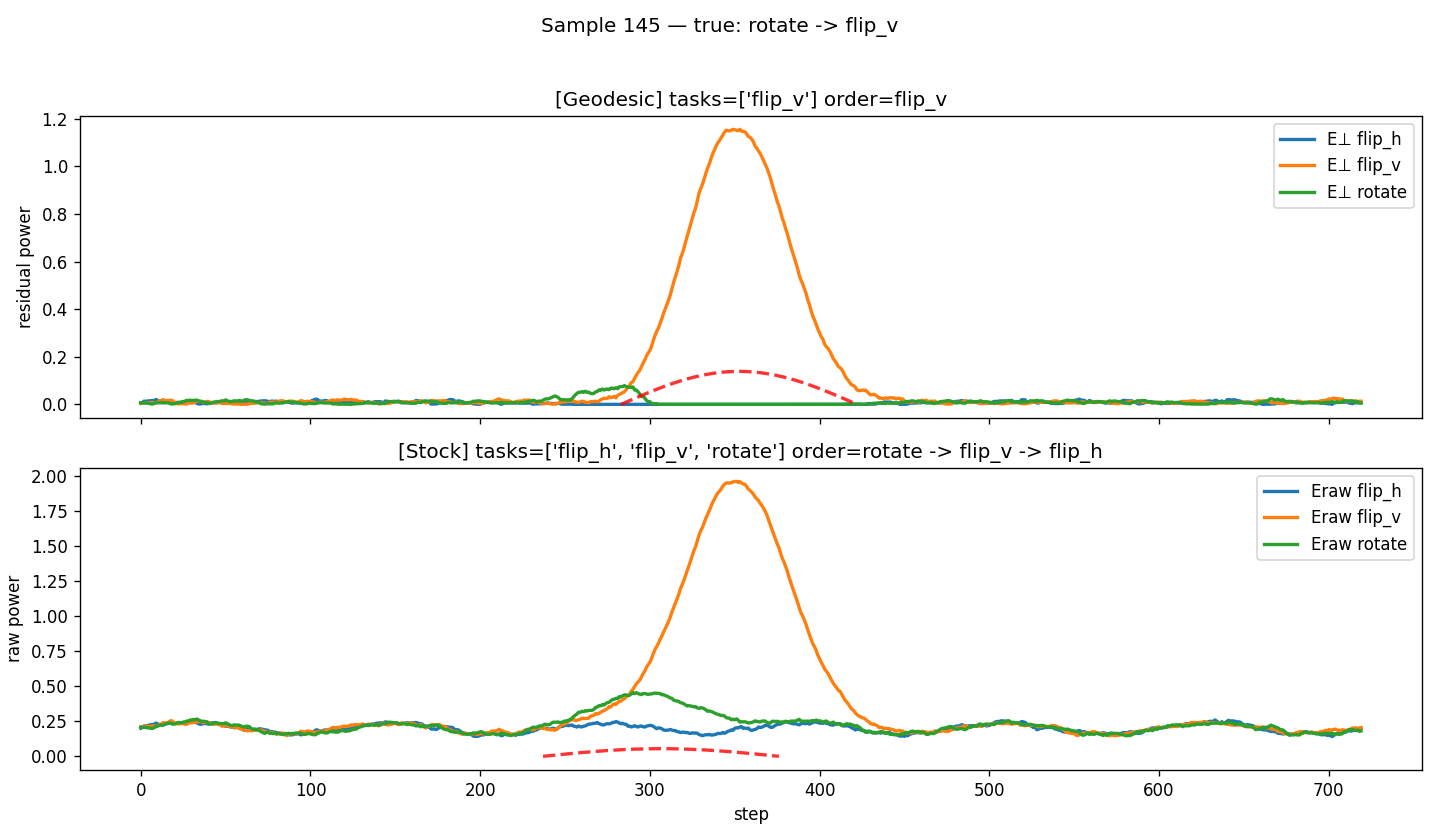 Sample 145 — true: rotate -> flip_v
[Geodesic] tasks=['flip_v'] order=flip_v
1.2
1.0
0.8
0.6
0.4
0.2
0.0
residual power
E⊥ flip_h
E⊥ flip_v
E⊥ rotate
[Stock] tasks=['flip_h', 'flip_v', 'rotate'] order=rotate -> flip_v -> flip_h
2.00
1.75
1.50
1.25
1.00
0.75
0.50
0.25
0.00
raw power
Eraw flip_h
Eraw flip_v
Eraw rotate
0 100 200 300 400 500 600 700
step